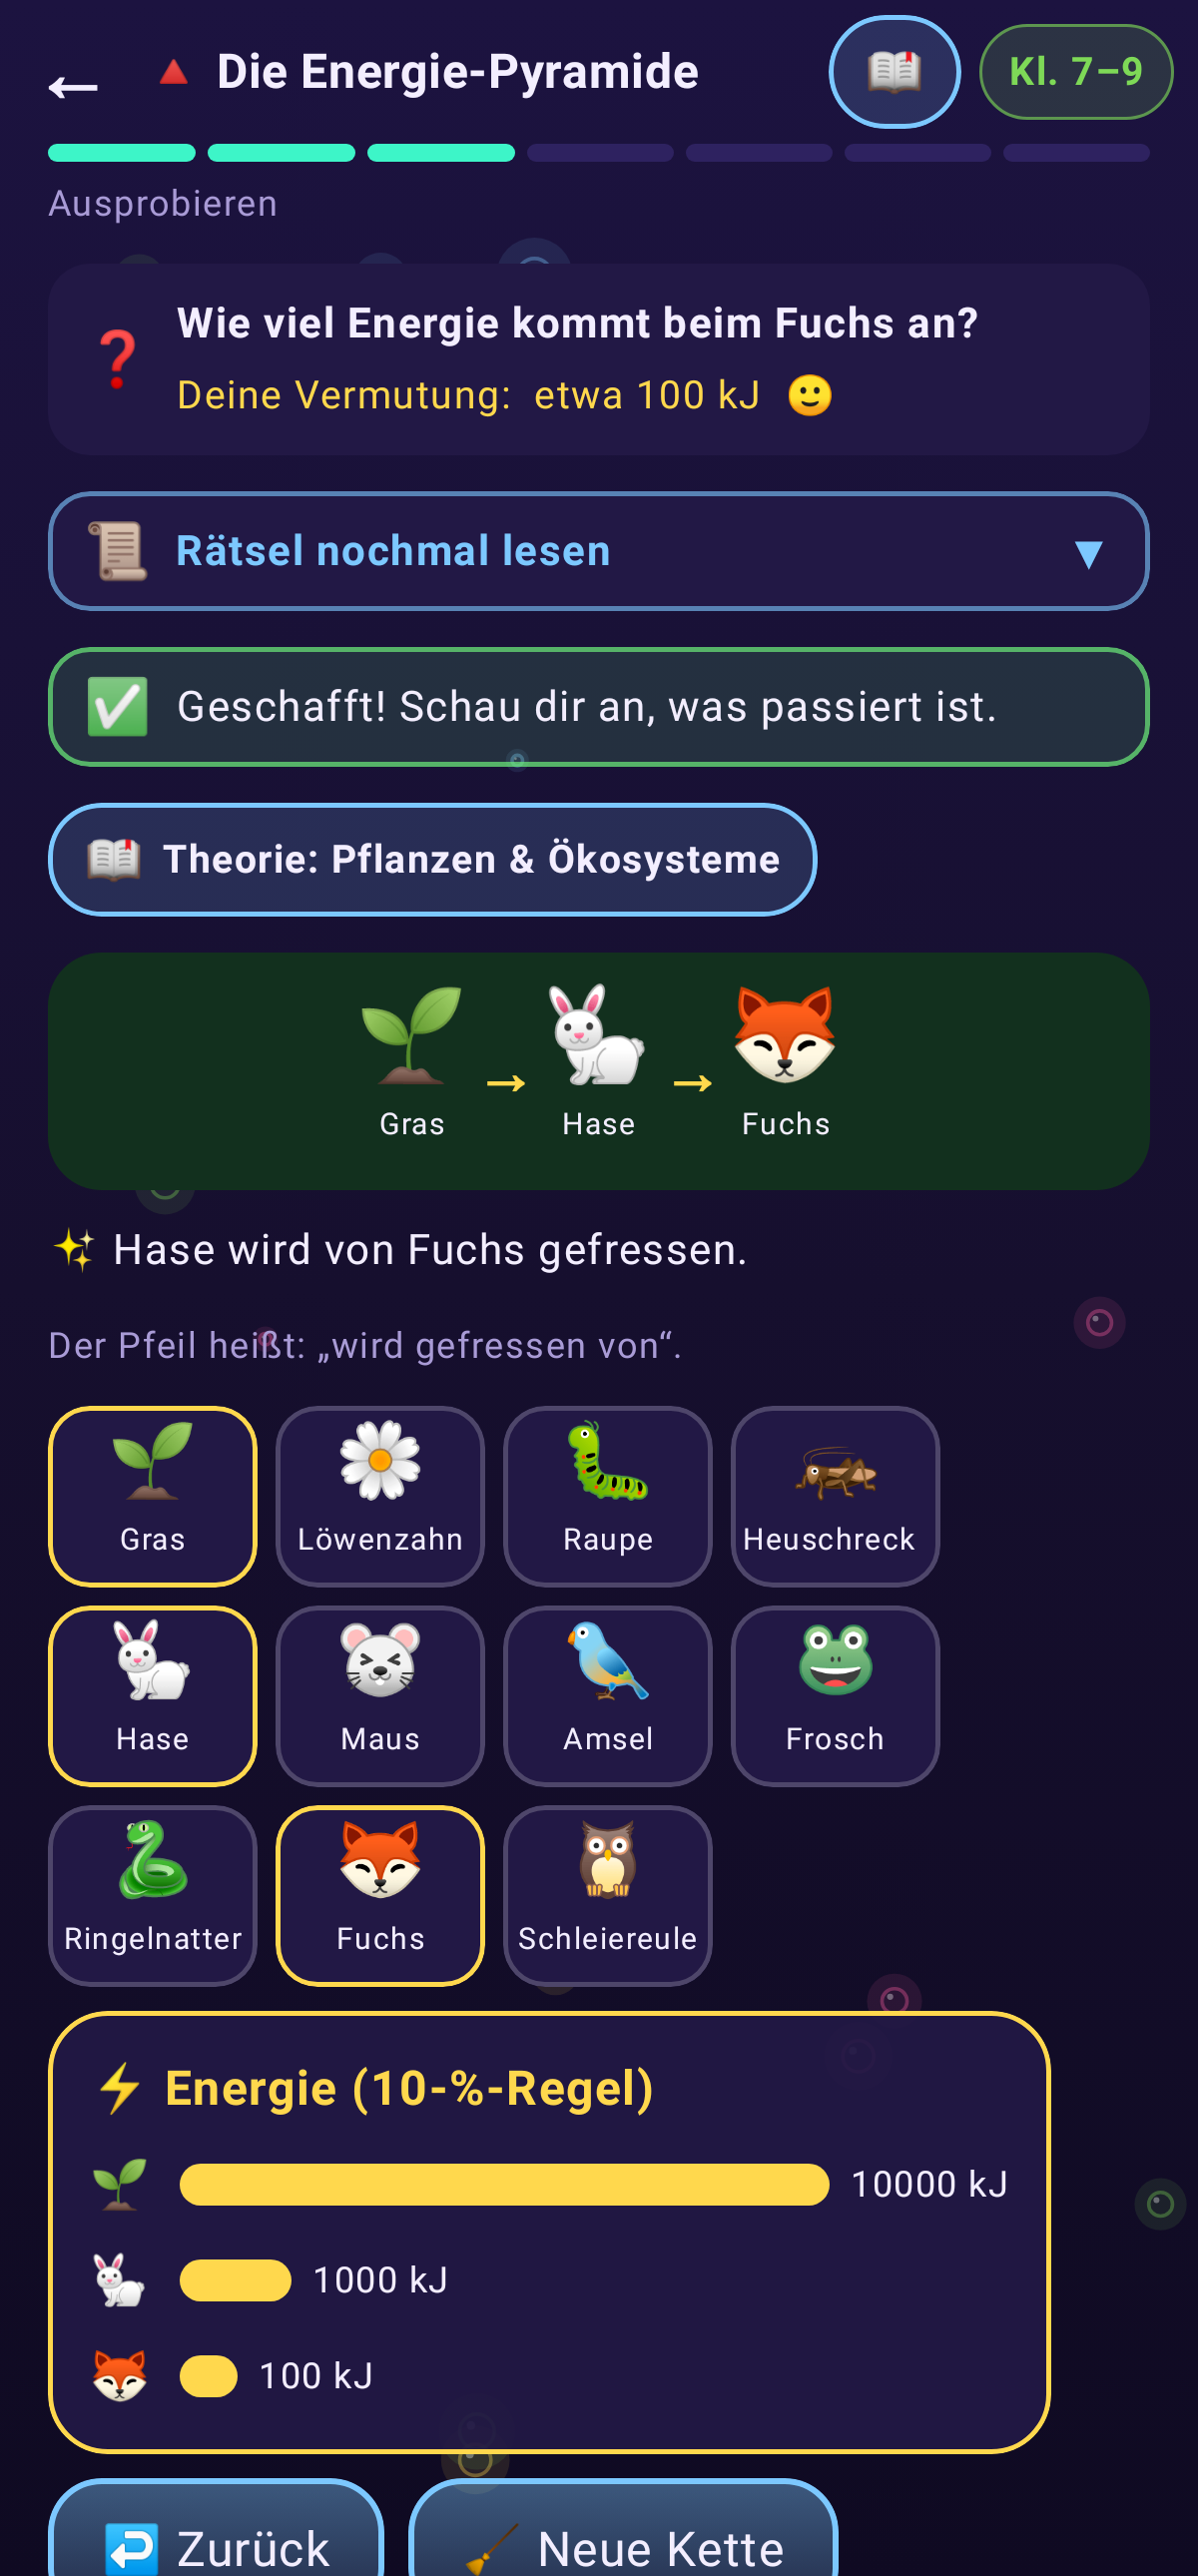 ← Die Energie-Pyramide Kl. 7–9
Ausprobieren
Wie viel Energie kommt beim Fuchs an?
Deine Vermutung: etwa 100 kJ
Rätsel nochmal lesen ▼
Geschafft! Schau dir an, was passiert ist.
Theorie: Pflanzen & Ökosysteme
→ →
Gras Hase Fuchs
Hase wird von Fuchs gefressen.
Der Pfeil heißt: „wird gefressen von“.
Gras Löwenzahn Raupe Heuschreck
Hase Maus Amsel Frosch
Ringelnatter Fuchs Schleiereule
Energie (10-%-Regel)
10000 kJ
1000 kJ
100 kJ
Zurück Neue Kette